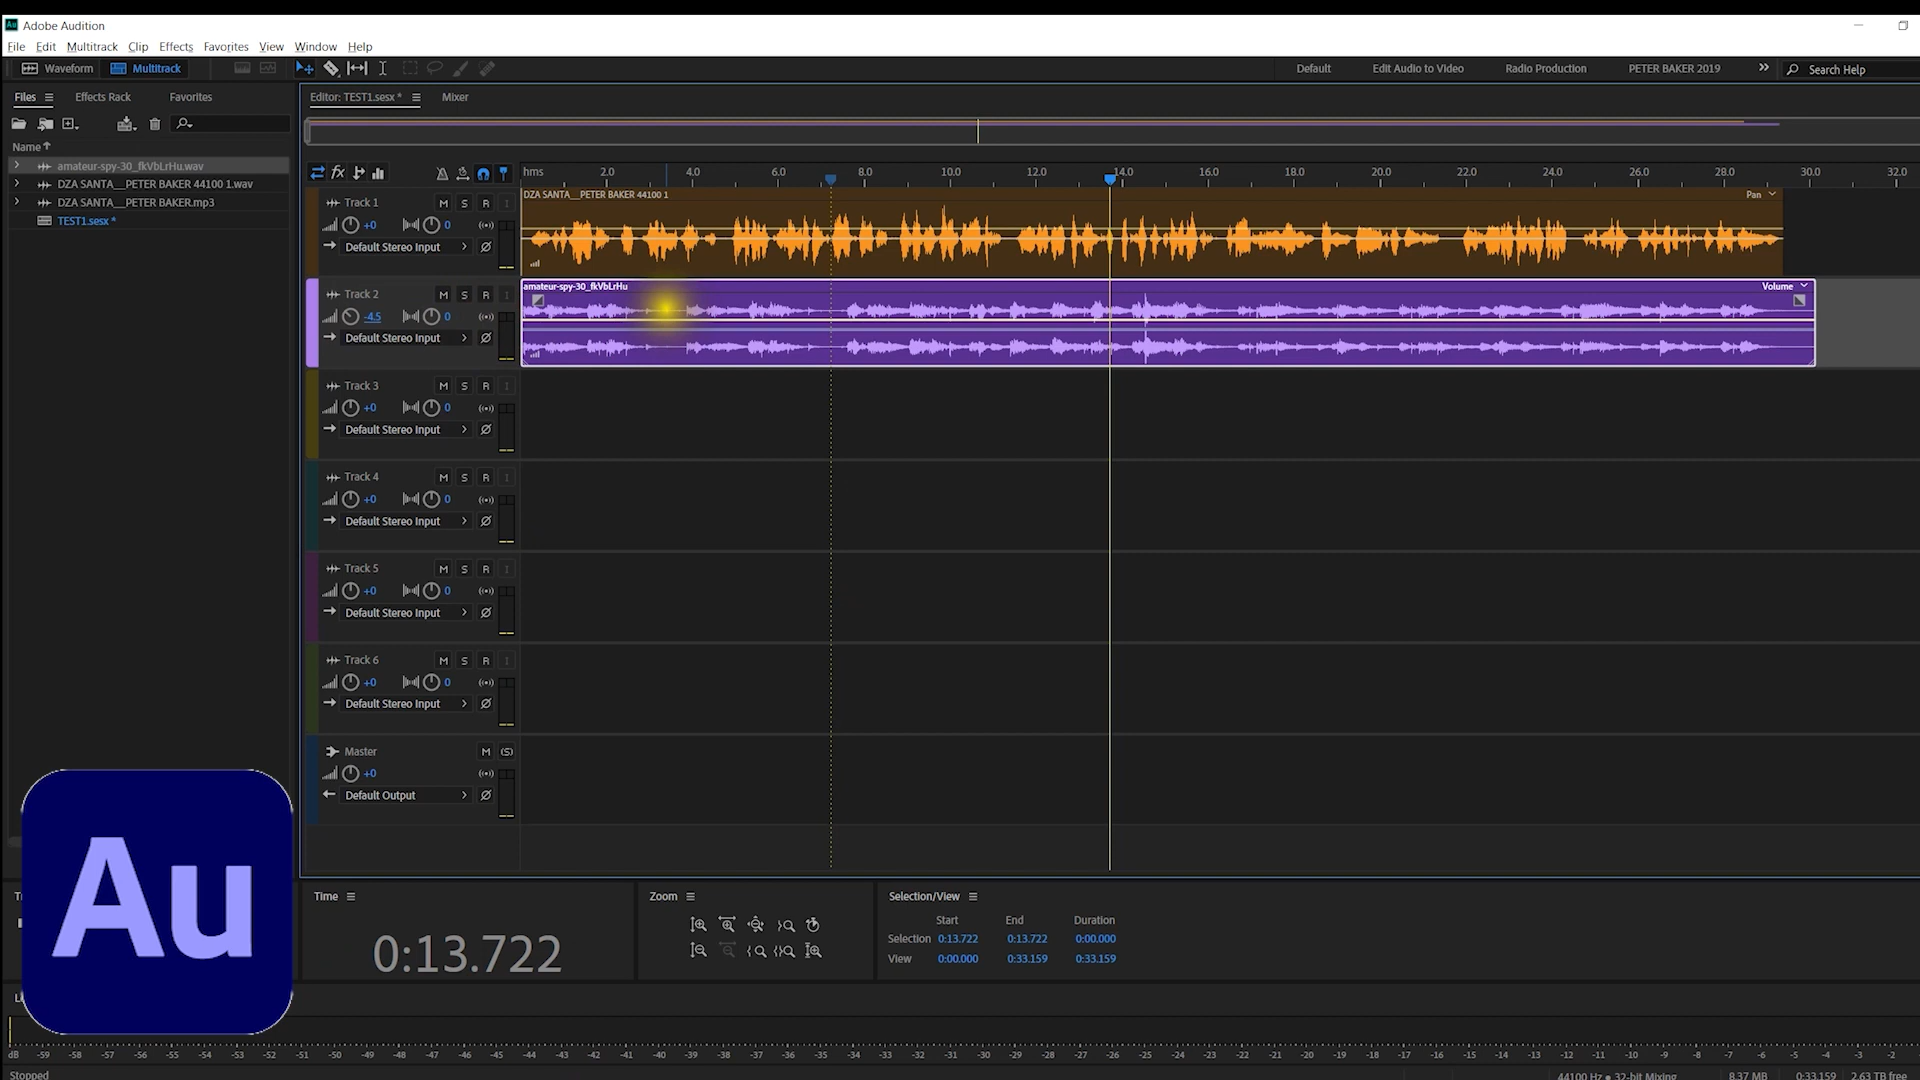 Adobe Audition
File Edit Multitrack Clip Effects Favorites View Window Help
Waveform Multitrack Default Edit Audio to Video Radio Production PETER BAKER 2019 Search Help
Files Effects Rack Favorites Editor: TEST1.sesx * Mixer
Name
amateur-spy-30_fkVbLrHu.wav
DZA SANTA__PETER BAKER 44100 1.wav
DZA SANTA__PETER BAKER.mp3
TEST1.sesx *
fx
hms 2.0 4.0 6.0 8.0 10.0 12.0 14.0 16.0 18.0 20.0 22.0 24.0 26.0 28.0 30.0 32.0
Track 1 M S R I
+0 0
Default Stereo Input
DZA SANTA__PETER BAKER 44100 1 Pan
Track 2 M S R I
-4.5 0
Default Stereo Input
amateur-spy-30_fkVbLrHu Volume
Track 3 M S R I
+0 0
Default Stereo Input
Track 4 M S R I
+0 0
Default Stereo Input
Track 5 M S R I
+0 0
Default Stereo Input
Track 6 M S R I
+0 0
Default Stereo Input
Master M (S)
+0
Default Output
Au
Time
0:13.722
Zoom
Selection/View
Start End Duration
Selection 0:13.722 0:13.722 0:00.000
View 0:00.000 0:33.159 0:33.159
dB -59 -58 -57 -56 -55 -54 -53 -52 -51 -50 -49 -48 -47 -46 -45 -44 -43 -42 -41 -40 -39 -38 -37 -36 -35 -34 -33 -32 -31 -30 -29 -28 -27 -26 -25 -24 -23 -22 -21 -20 -19 -18 -17 -16 -15 -14 -13 -12 -11 -10 -9 -8 -7 -6 -5 -4 -3 -2
Stopped 44100 Hz • 32-bit Mixing 8.37 MB 0:33.159 2.63 TB free